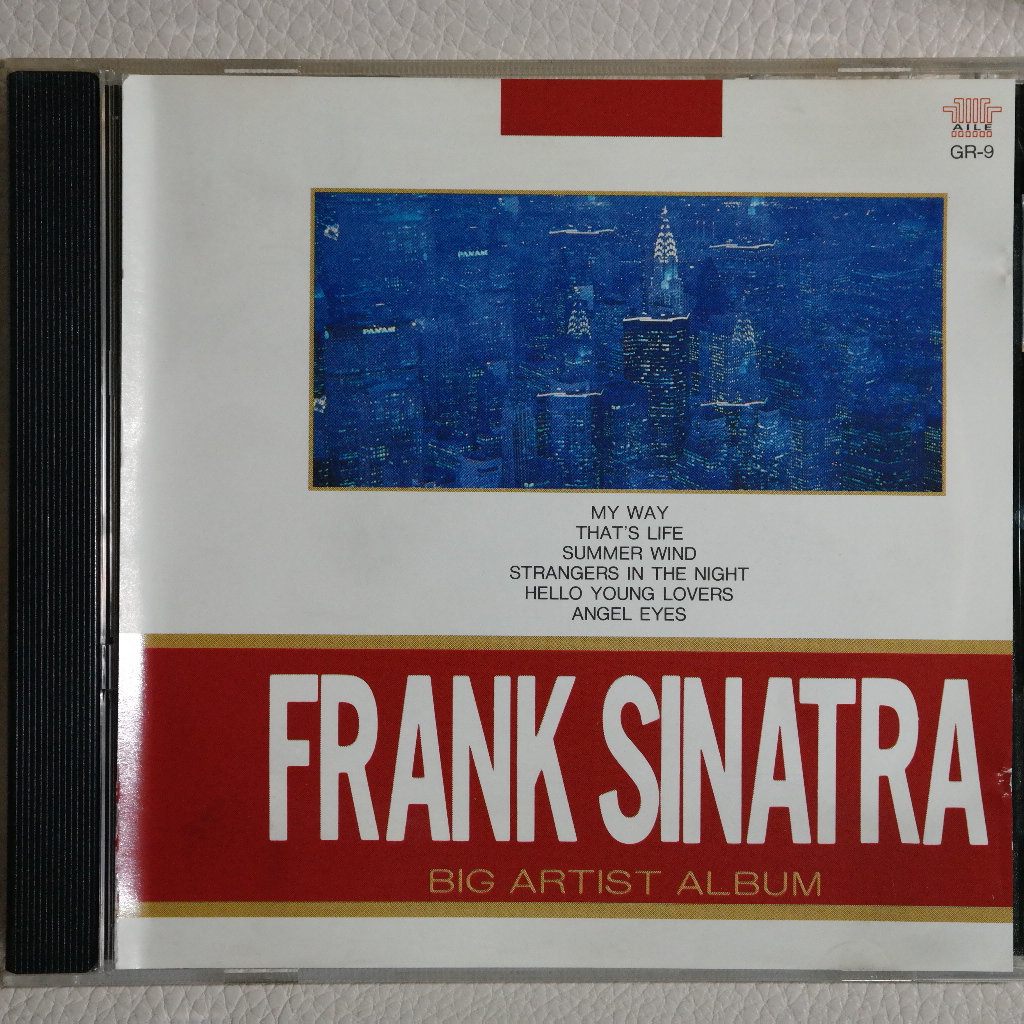 AILE
GR-9
PANAM
PANAM
MY WAY
THAT'S LIFE
SUMMER WIND
STRANGERS IN THE NIGHT
HELLO YOUNG LOVERS
ANGEL EYES
FRANK SINATRA
BIG ARTIST ALBUM